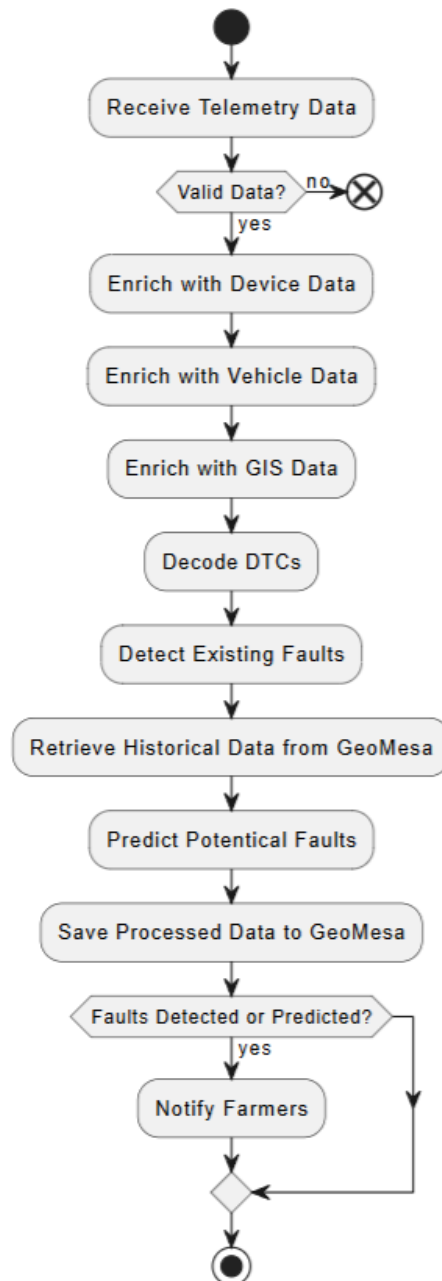 Receive Telemetry Data
Valid Data?
no
yes
Enrich with Device Data
Enrich with Vehicle Data
Enrich with GIS Data
Decode DTCs
Detect Existing Faults
Retrieve Historical Data from GeoMesa
Predict Potentical Faults
Save Processed Data to GeoMesa
Faults Detected or Predicted?
yes
Notify Farmers